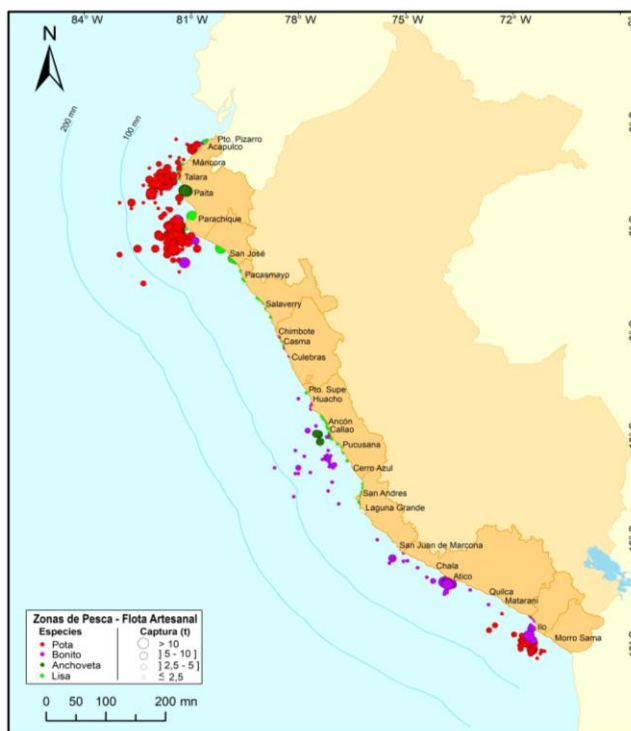 84° W
81° W
78° W
75° W
72° W
N
200 mn
100 mn
Pto. Pizarro
Acapulco
Máncora
Talara
Paita
Parachique
San José
Pacasmayo
Salaverry
Chimbote
Casma
Culebras
Pto. Supe
Huacho
Ancón
Callao
Pucusana
Cerro Azul
San Andres
Laguna Grande
San Juan de Marcona
Chala
Atico
Quilca
Matarani
Ilo
Morro Sama
Zonas de Pesca - Flota Artesanal
Especies Captura (t)
Pota > 10
Bonito ] 5 - 10 ]
Anchoveta ] 2,5 - 5 ]
Lisa ≤ 2,5
0 50 100 200 mn